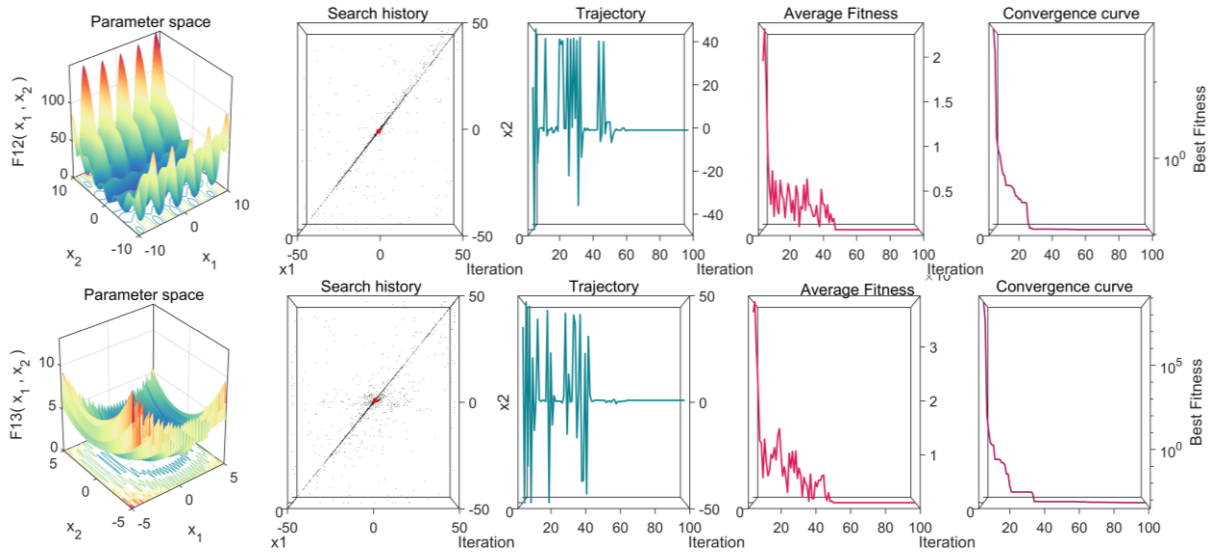 Parameter space
Search history
Trajectory
Average Fitness
Convergence curve
F12( x1 , x2 )
100
50
0
10
0
-10
x2
-10
0
10
x1
50
0
-50
0
-50
0
50
x1
x2
40
20
0
-20
-40
x2
0
20 40 60 80 100
Iteration
2
1.5
1
0.5
0
20 40 60 80 100
Iteration
Best Fitness
10^0
0
20 40 60 80 100
Iteration
Parameter space
Search history
Trajectory
Average Fitness
Convergence curve
F13( x1 , x2 )
10
5
0
5
0
-5
x2
-5
0
5
x1
50
0
-50
0
-50
0
50
x1
x2
50
0
-50
x2
20 40 60 80 100
Iteration
3
2
1
0
20 40 60 80 100
Iteration
Best Fitness
10^5
10^0
20 40 60 80 100
Iteration